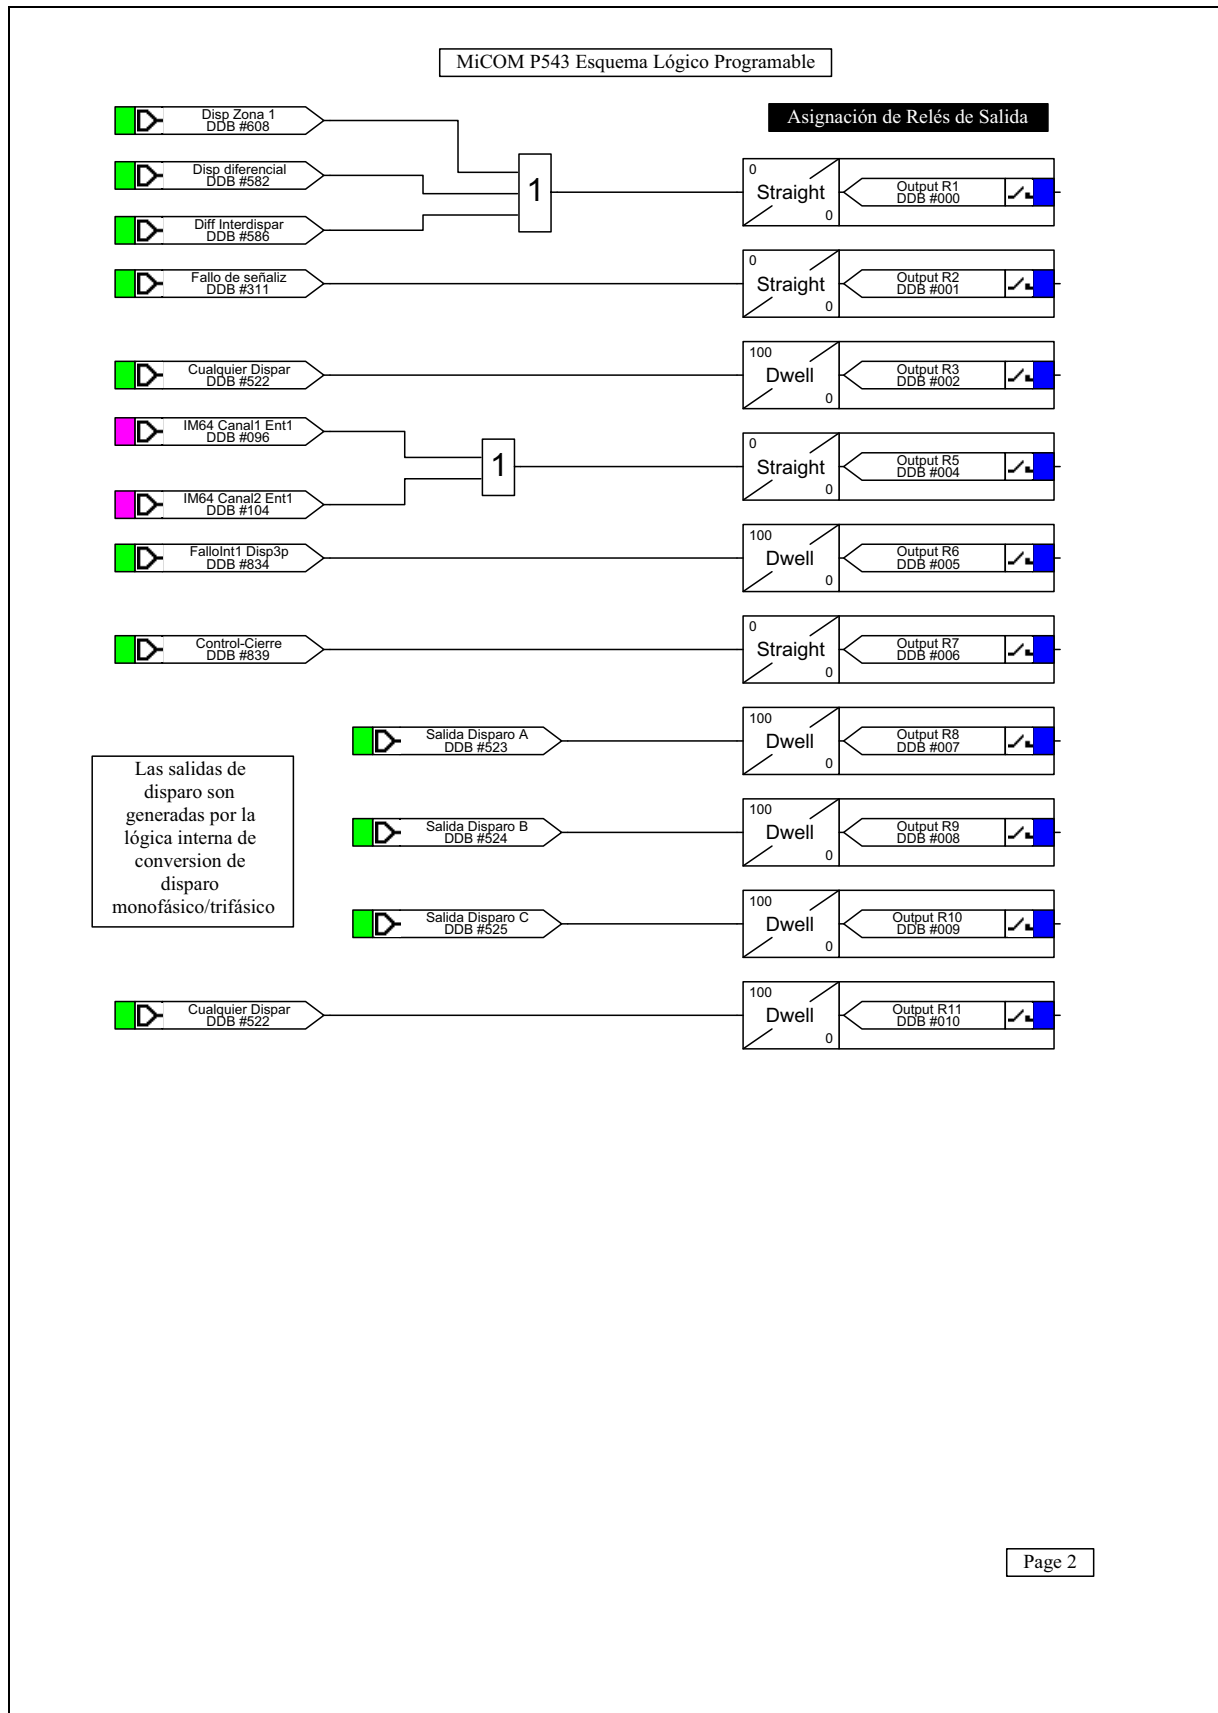 MiCOM P543 Esquema Lógico Programable
Asignación de Relés de Salida
Disp Zona 1
DDB #608
Disp diferencial
DDB #582
Diff Interdispar
DDB #586
1
0
Straight
0
Output R1
DDB #000
Fallo de señaliz
DDB #311
0
Straight
0
Output R2
DDB #001
Cualquier Dispar
DDB #522
100
Dwell
0
Output R3
DDB #002
IM64 Canal1 Ent1
DDB #096
IM64 Canal2 Ent1
DDB #104
1
0
Straight
0
Output R5
DDB #004
FalloInt1 Disp3p
DDB #834
100
Dwell
0
Output R6
DDB #005
Control-Cierre
DDB #839
0
Straight
0
Output R7
DDB #006
Salida Disparo A
DDB #523
100
Dwell
0
Output R8
DDB #007
Las salidas de
disparo son
generadas por la
lógica interna de
conversion de
disparo
monofásico/trifásico
Salida Disparo B
DDB #524
100
Dwell
0
Output R9
DDB #008
Salida Disparo C
DDB #525
100
Dwell
0
Output R10
DDB #009
Cualquier Dispar
DDB #522
100
Dwell
0
Output R11
DDB #010
Page 2